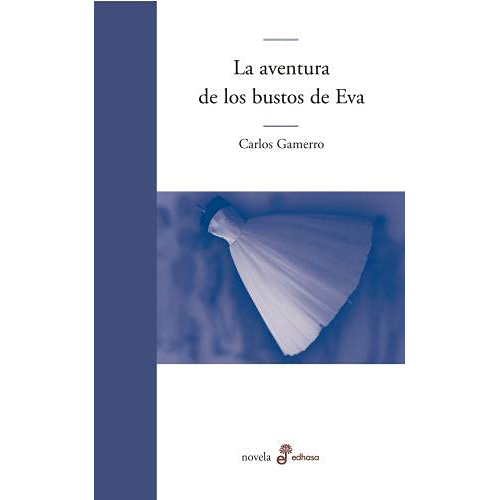 La aventura
de los bustos de Eva
Carlos Gamerro
novela edhasa